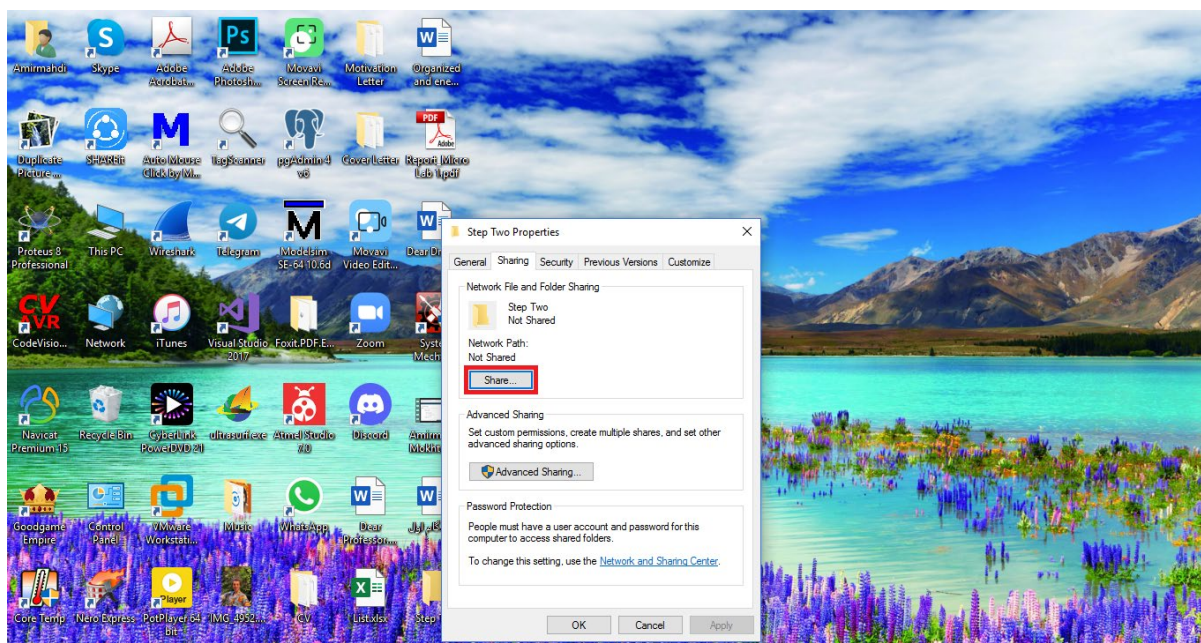 Amirmahdi
Skype
Adobe
Acrobat...
Adobe
Photosh...
Movavi
Screen Re...
Motivation
Letter
Organized
and ene...
Duplicate
Picture ...
SHAREit
Auto Mouse
Click by M...
TagScanner
pgAdmin 4
v6
Cover Letter
Report_Micro
Lab 1.pdf
Proteus 8
Professional
This PC
Wireshark
Telegram
Modelsim
SE-64 10.6d
Movavi
Video Edit...
Dear Dr
CodeVisio...
Network
iTunes
Visual Studio
2017
Foxit.PDF.E...
Zoom
Syste
Mech
Navicat
Premium 15
Recycle Bin
CyberLink
PowerDVD 21
ultrasurf.exe
Atmel Studio
7.0
Discord
Amirm
Mokht
Goodgame
Empire
Control
Panel
VMware
Workstati...
Music
WhatsApp
Dear
Professor...
Core Temp
Nero Express
PotPlayer 64
Bit
IMG_4952...
CV
List.xlsx
Step
Step Two Properties
General Sharing Security Previous Versions Customize
Network File and Folder Sharing
Step Two
Not Shared
Network Path:
Not Shared
Share...
Advanced Sharing
Set custom permissions, create multiple shares, and set other
advanced sharing options.
Advanced Sharing...
Password Protection
People must have a user account and password for this
computer to access shared folders.
To change this setting, use the Network and Sharing Center.
OK Cancel Apply